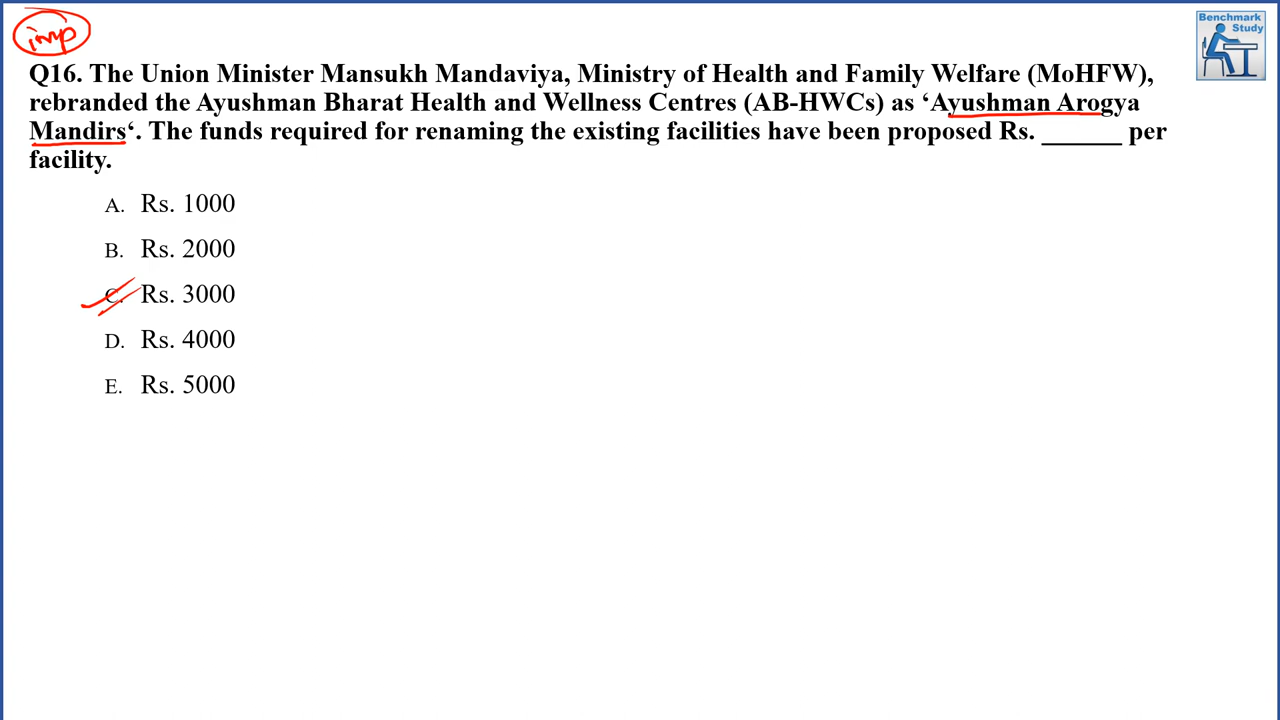 imp
Benchmark
Study
Q16. The Union Minister Mansukh Mandaviya, Ministry of Health and Family Welfare (MoHFW),
rebranded the Ayushman Bharat Health and Wellness Centres (AB-HWCs) as ‘Ayushman Arogya
Mandirs‘. The funds required for renaming the existing facilities have been proposed Rs. ______ per
facility.
A. Rs. 1000
B. Rs. 2000
C. Rs. 3000
D. Rs. 4000
E. Rs. 5000